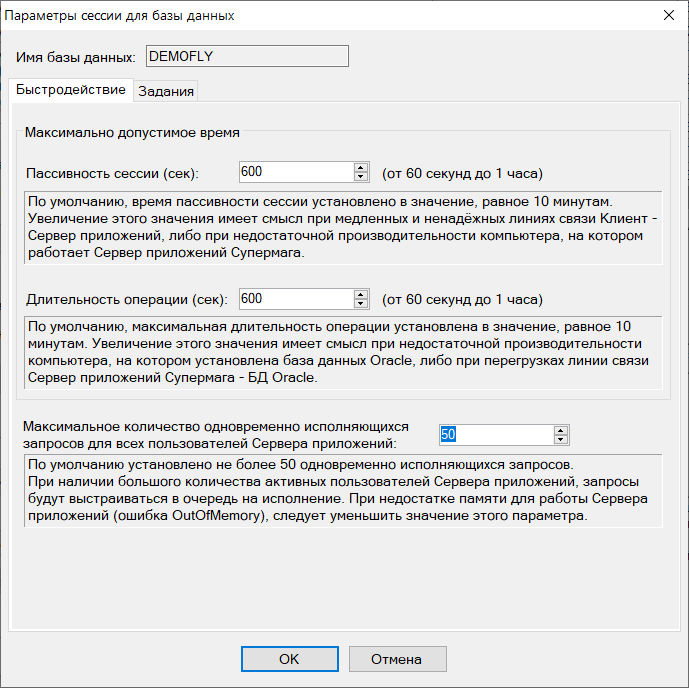 Параметры сессии для базы данных
Имя базы данных: DEMOFLY
Быстродействие Задания
Максимально допустимое время
Пассивность сессии (сек): 600 (от 60 секунд до 1 часа)
По умолчанию, время пассивности сессии установлено в значение, равное 10 минутам.
Увеличение этого значения имеет смысл при медленных и ненадёжных линиях связи Клиент -
Сервер приложений, либо при недостаточной производительности компьютера, на котором
работает Сервер приложений Супермага.
Длительность операции (сек): 600 (от 60 секунд до 1 часа)
По умолчанию, максимальная длительность операции установлена в значение, равное 10
минутам. Увеличение этого значения имеет смысл при недостаточной производительности
компьютера, на котором установлена база данных Oracle, либо при перегрузках линии связи
Сервер приложений Супермага - БД Oracle.
Максимальное количество одновременно исполняющихся
запросов для всех пользователей Сервера приложений: 50
По умолчанию установлено не более 50 одновременно исполняющихся запросов.
При наличии большого количества активных пользователей Сервера приложений, запросы
будут выстраиваться в очередь на исполнение. При недостатке памяти для работы Сервера
приложений (ошибка OutOfMemory), следует уменьшить значение этого параметра.
OK Отмена